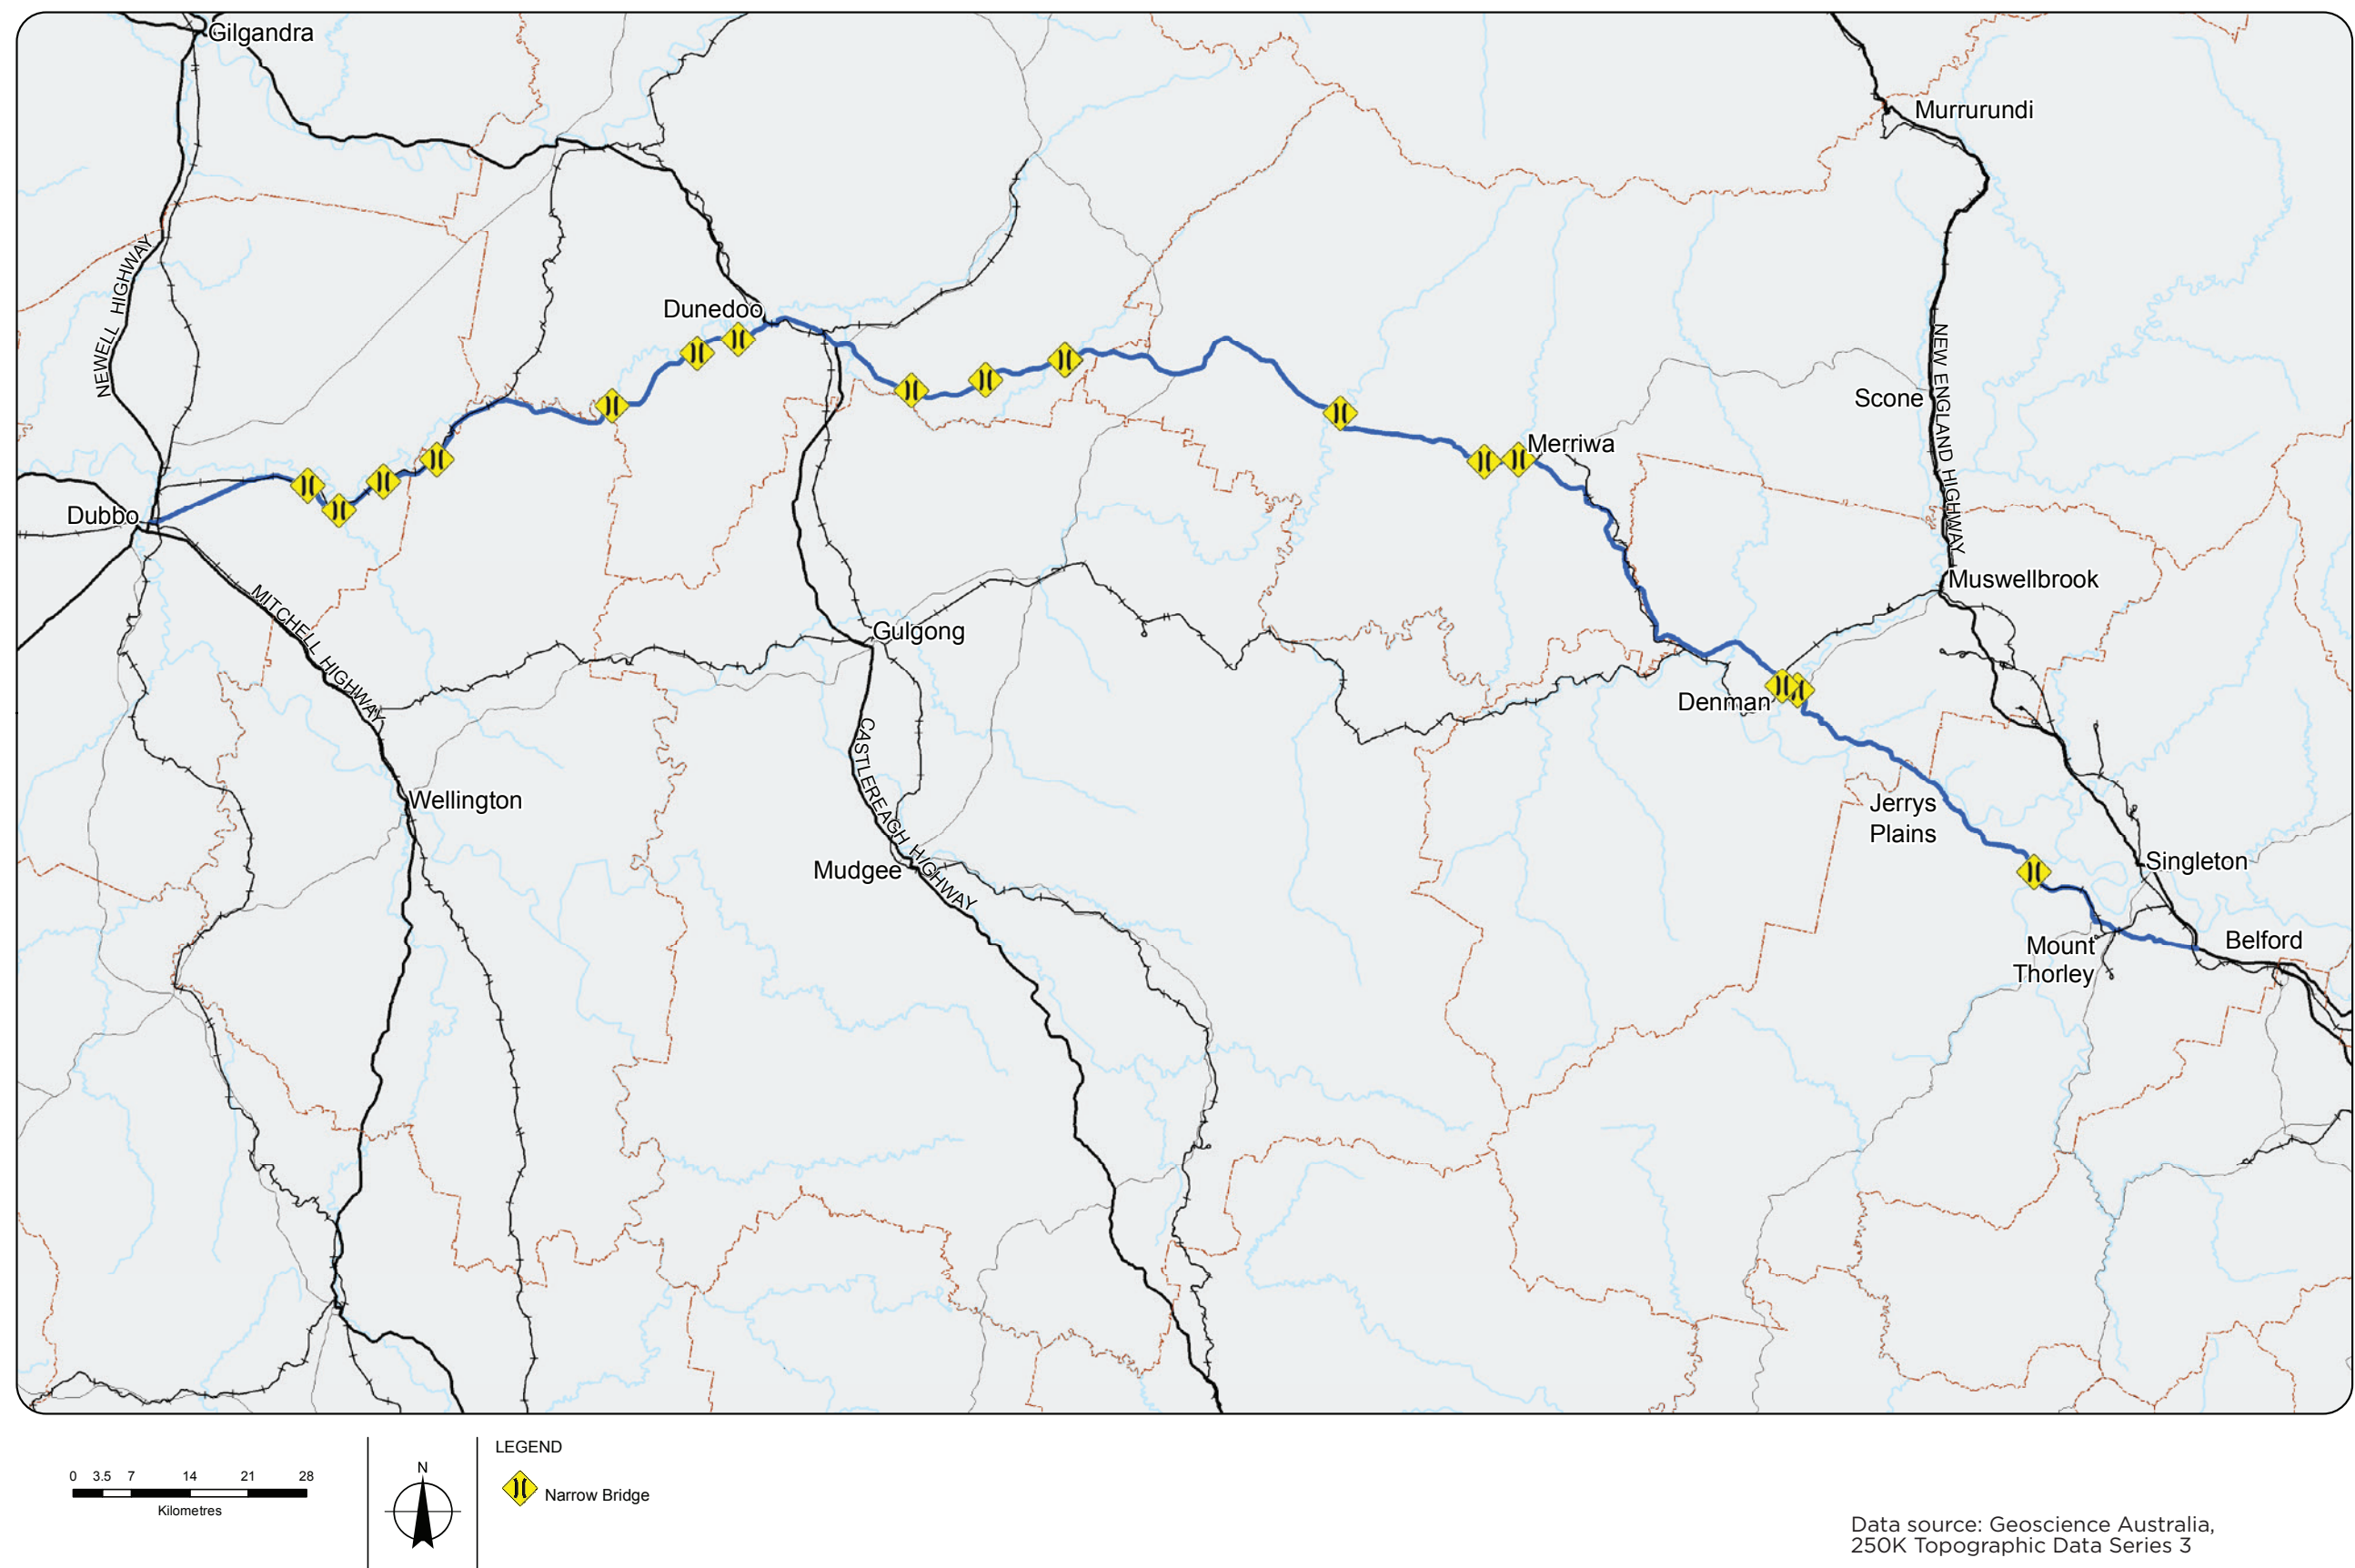 Gilgandra
Murrurundi
NEWELL HIGHWAY
Dunedoo
NEW ENGLAND HIGHWAY
Scone
Merriwa
Dubbo
Muswellbrook
MITCHELL HIGHWAY
Gulgong
Denman
CASTLEREAGH HIGHWAY
Wellington
Jerrys
Plains
Mudgee
Singleton
Belford
Mount
Thorley
LEGEND
N
0 3.5 7 14 21 28
Kilometres
Narrow Bridge
Data source: Geoscience Australia,
250K Topographic Data Series 3